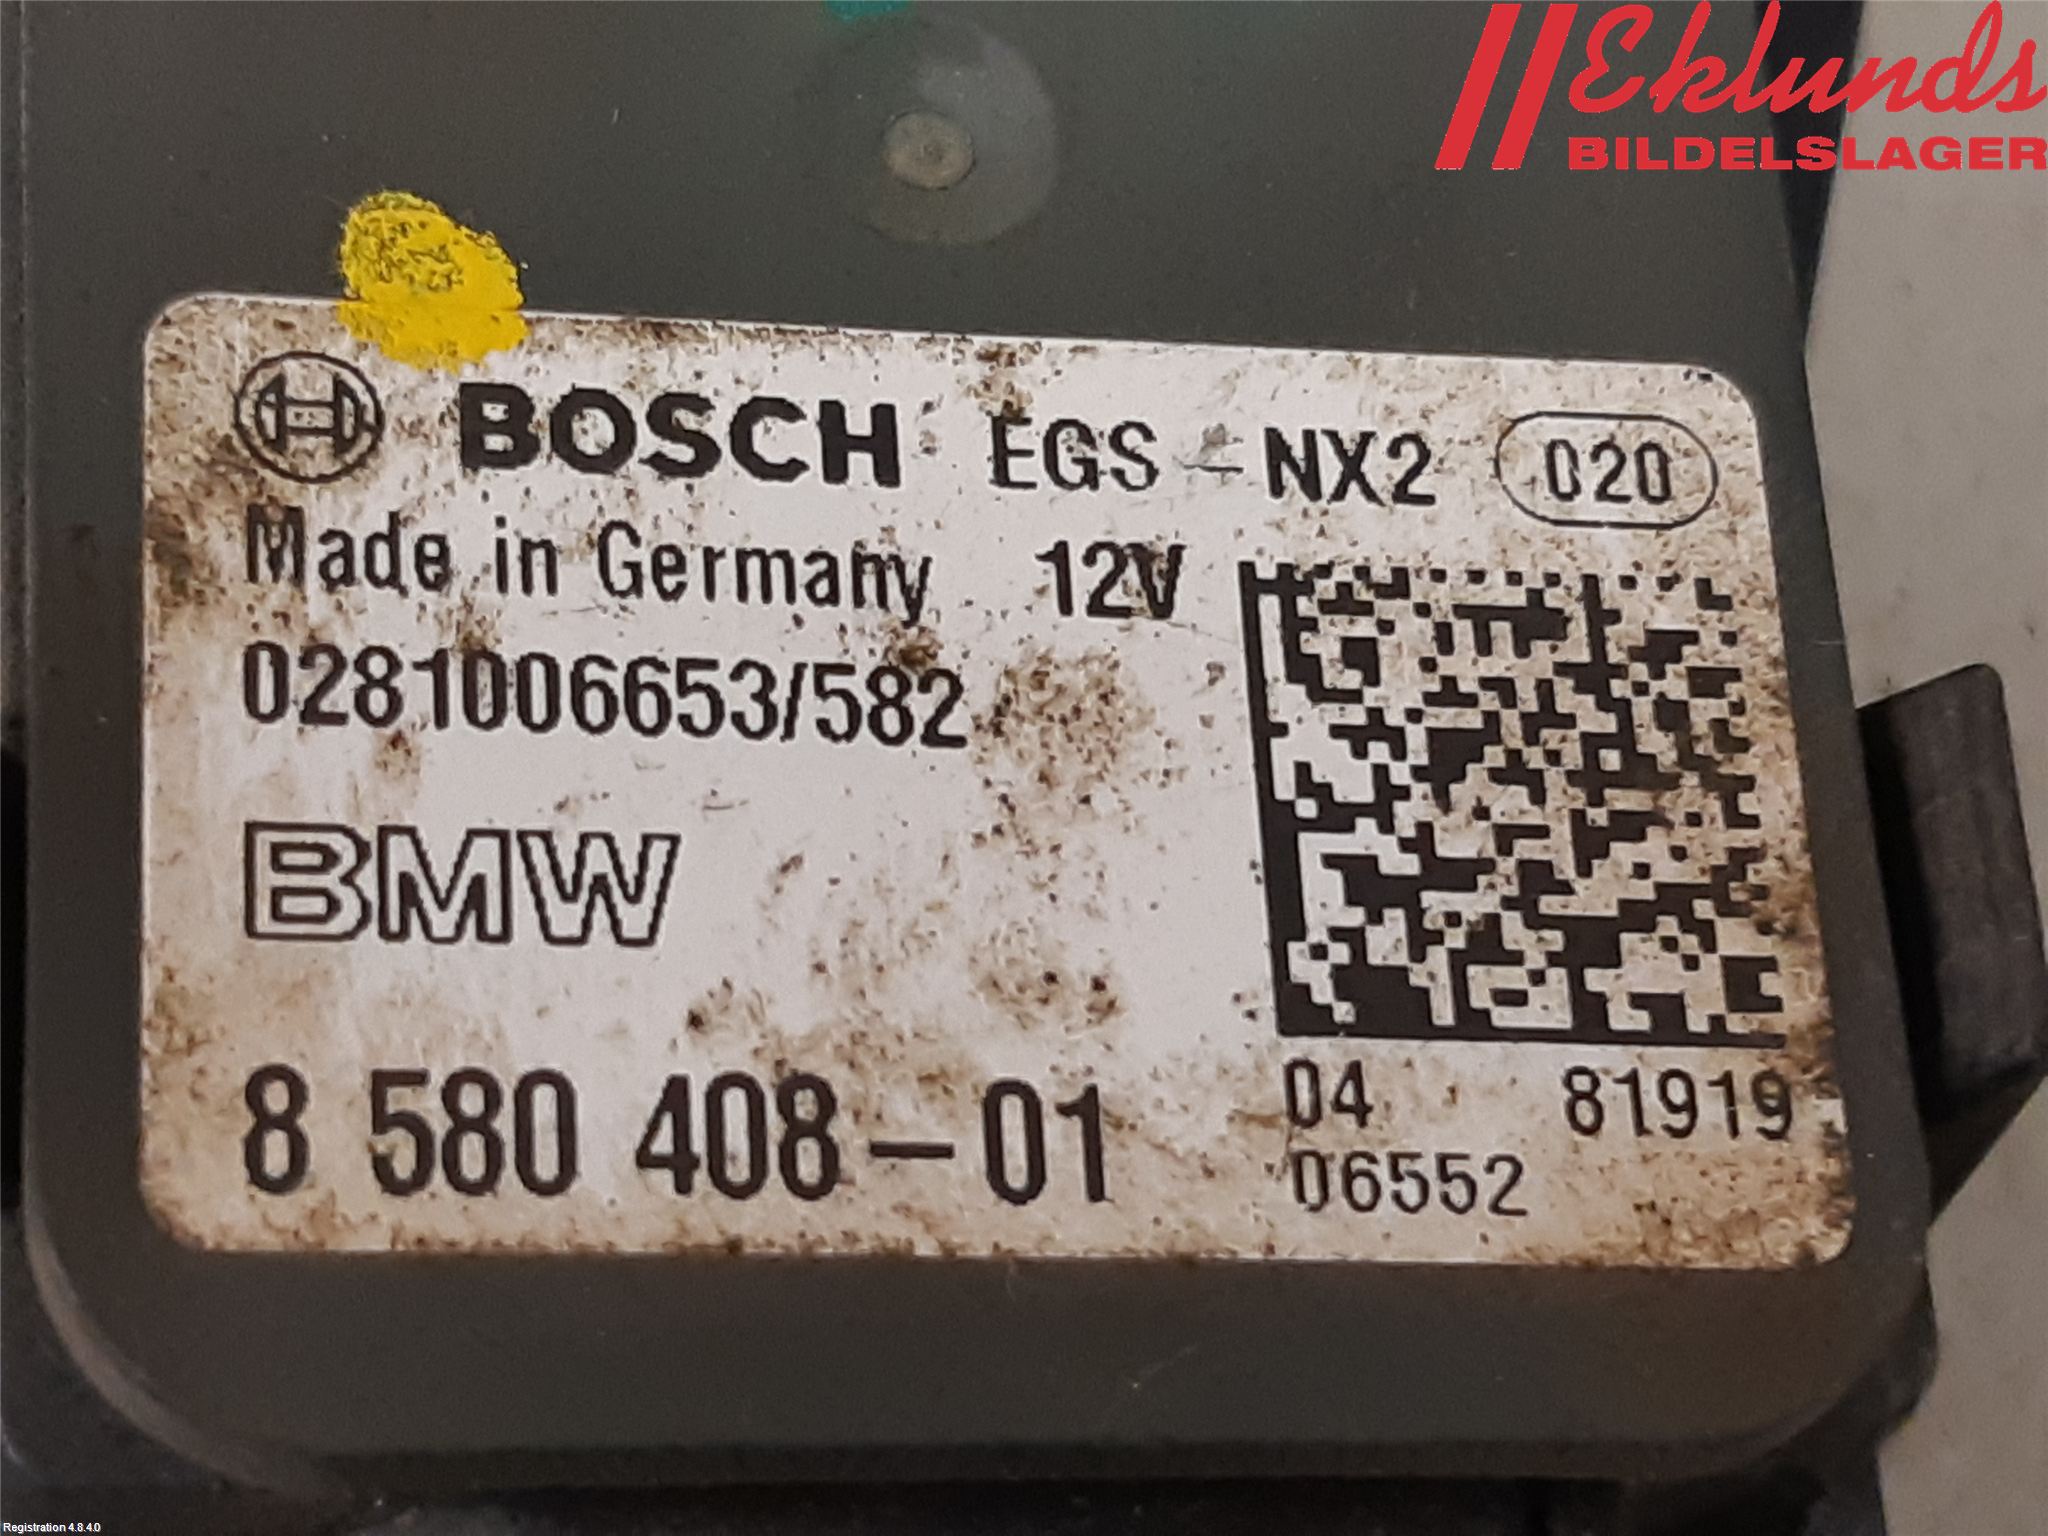 Eklunds
BILDELSLAGER
BOSCH EGS - NX2 020
Made in Germany 12V
0281006653/582
BMW
8 580 408-01
04 81919
06552
Registration 4.8.4.0